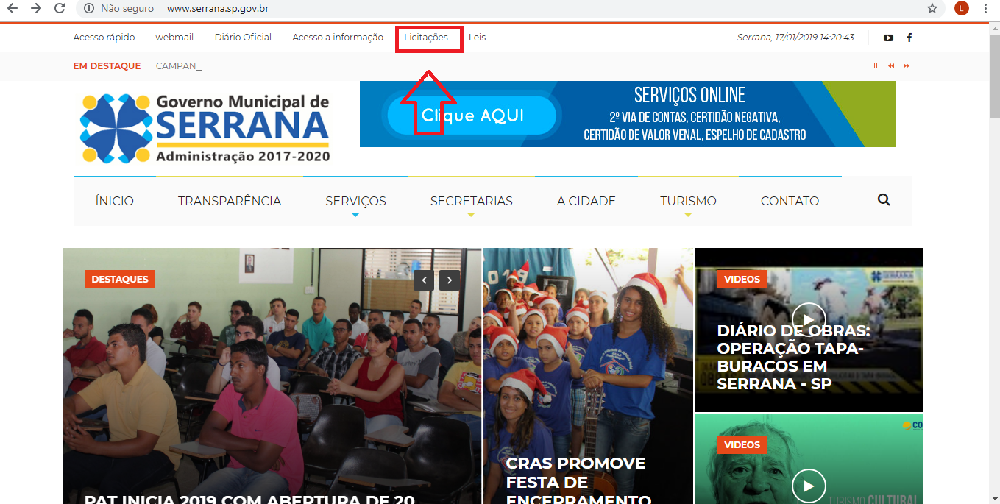 Não seguro | www.serrana.sp.gov.br
L
Acesso rápido webmail Diário Oficial Acesso a informação Licitações Leis
Serrana, 17/01/2019 14:20:43
EM DESTAQUE CAMPAN_
Governo Municipal de
SERRANA
Administração 2017-2020
Clique AQUI
SERVIÇOS ONLINE
2º VIA DE CONTAS, CERTIDÃO NEGATIVA,
CERTIDÃO DE VALOR VENAL, ESPELHO DE CADASTRO
ÍNICIO TRANSPARÊNCIA SERVIÇOS SECRETARIAS A CIDADE TURISMO CONTATO
DESTAQUES
PAT INICIA 2019 COM ABERTURA DE 20
2019
CRAS PROMOVE
FESTA DE
ENCERRAMENTO
VIDEOS
SERRANA
DIÁRIO DE OBRAS:
OPERAÇÃO TAPA-
BURACOS EM
SERRANA - SP
VIDEOS
CO
TURISMO CULTURAL